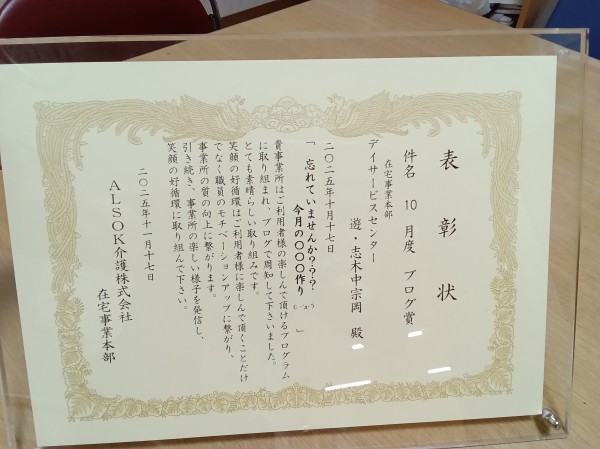 表彰状
件名 10月度 ブログ賞
在宅事業本部
デイサービスセンター
遊・志木中宗岡 殿
二〇二五年十月十七日
「忘れていませんか？？？
今月の〇〇〇作り
」
貴事業所はご利用者様の楽しんで頂けるプログラム
に取り組まれ、ブログで周知して下さいました。
とても素晴らしい取り組みです。
笑顔の好循環はご利用者様に楽しんで頂くことだけ
でなく職員のモチベーションアップに繋がり、
事業所の質の向上に繋がります。
引き続き、事業所の楽しい様子を発信し、
笑顔の好循環に取り組んで下さい。
二〇二五年十一月十七日
ALSOK介護株式会社
在宅事業本部